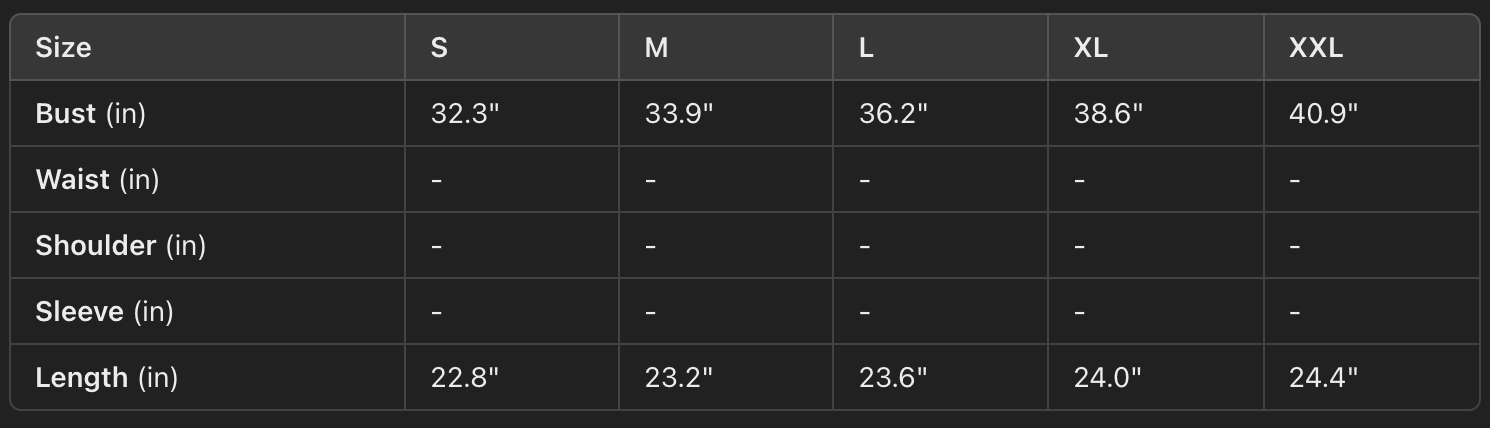 Size S M L XL XXL
Bust (in) 32.3" 33.9" 36.2" 38.6" 40.9"
Waist (in) - - - - -
Shoulder (in) - - - - -
Sleeve (in) - - - - -
Length (in) 22.8" 23.2" 23.6" 24.0" 24.4"